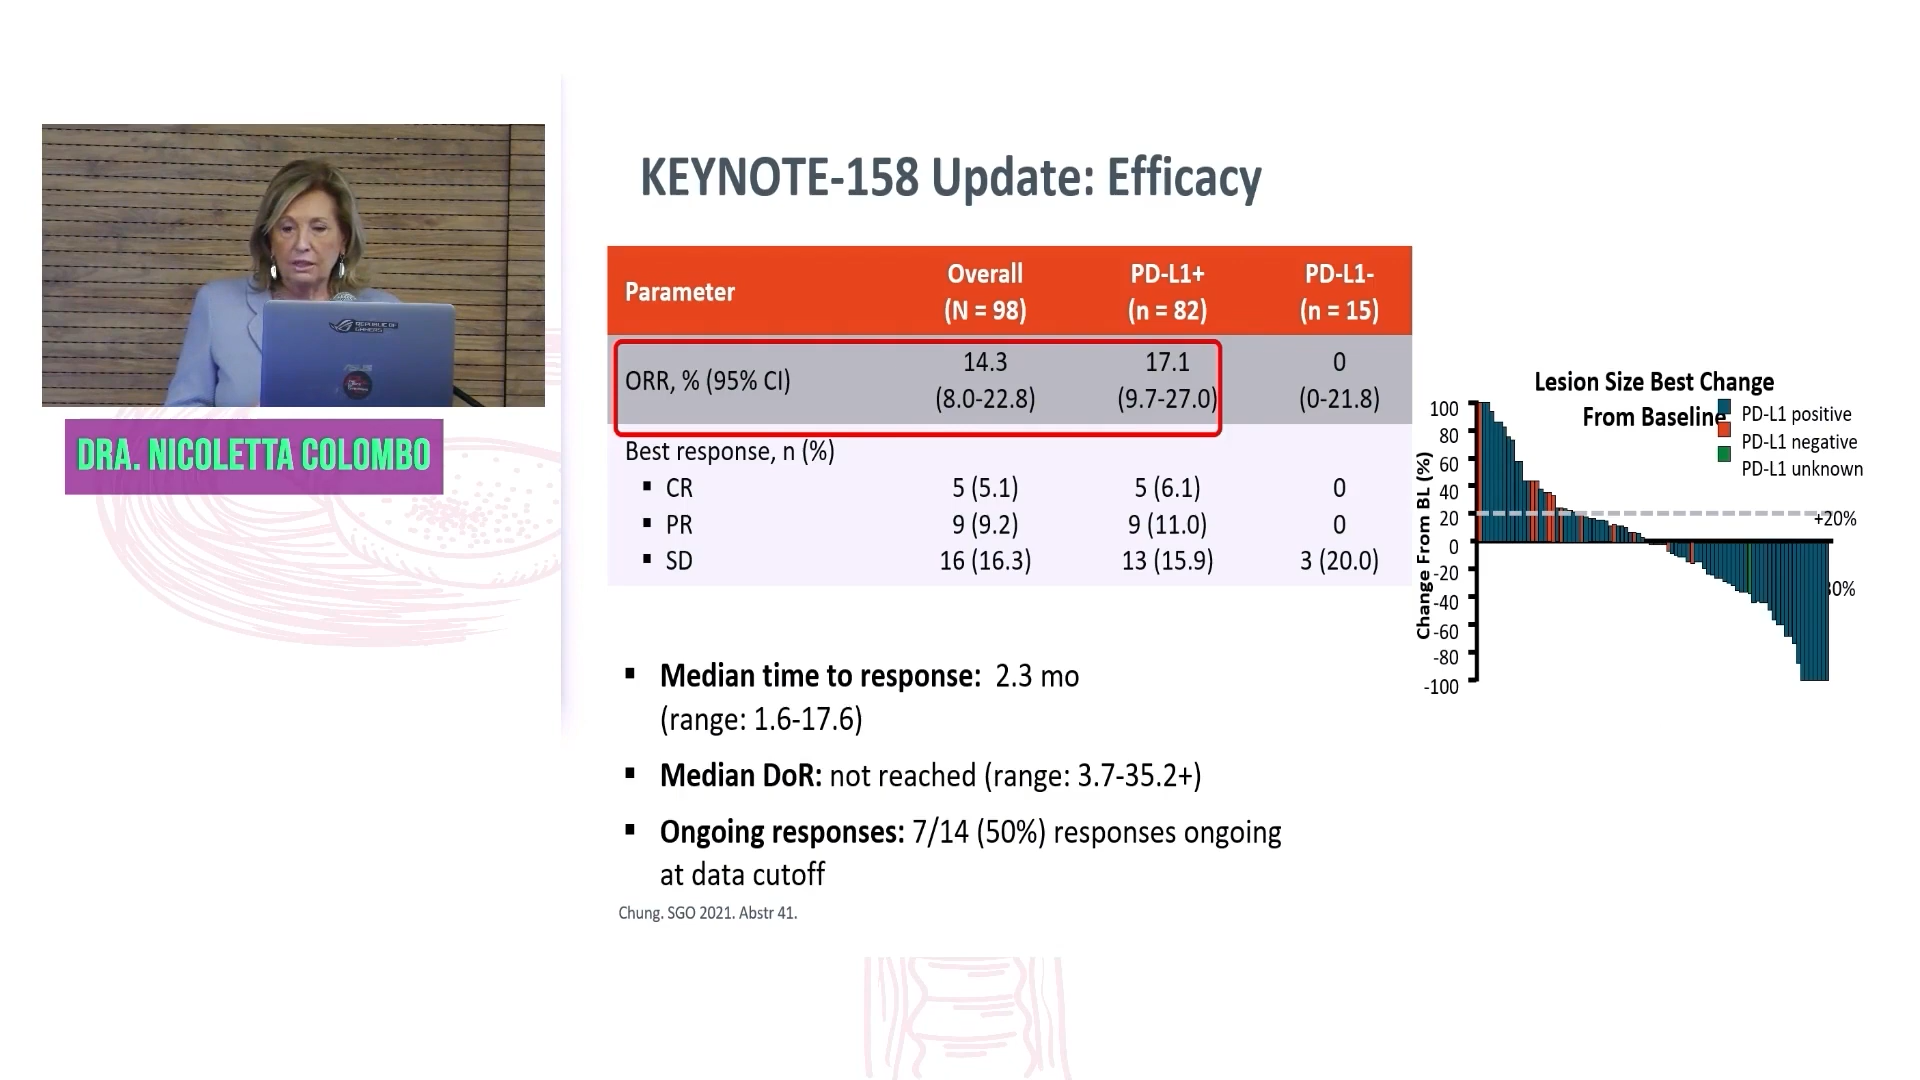 KEYNOTE-158 Update: Efficacy
REPUBLIC OF
GAMERS
DRA. NICOLETTA COLOMBO
Parameter
Overall
(N = 98)
PD-L1+
(n = 82)
PD-L1-
(n = 15)
ORR, % (95% CI)
14.3
(8.0-22.8)
17.1
(9.7-27.0)
0
(0-21.8)
Best response, n (%)
▪ CR 5 (5.1) 5 (6.1) 0
▪ PR 9 (9.2) 9 (11.0) 0
▪ SD 16 (16.3) 13 (15.9) 3 (20.0)
▪ Median time to response: 2.3 mo
(range: 1.6-17.6)
▪ Median DoR: not reached (range: 3.7-35.2+)
▪ Ongoing responses: 7/14 (50%) responses ongoing
at data cutoff
Chung. SGO 2021. Abstr 41.
Lesion Size Best Change
From Baseline
PD-L1 positive
PD-L1 negative
PD-L1 unknown
Change From BL (%)
100
80
60
40
20
0
-20
-40
-60
-80
-100
+20%
30%